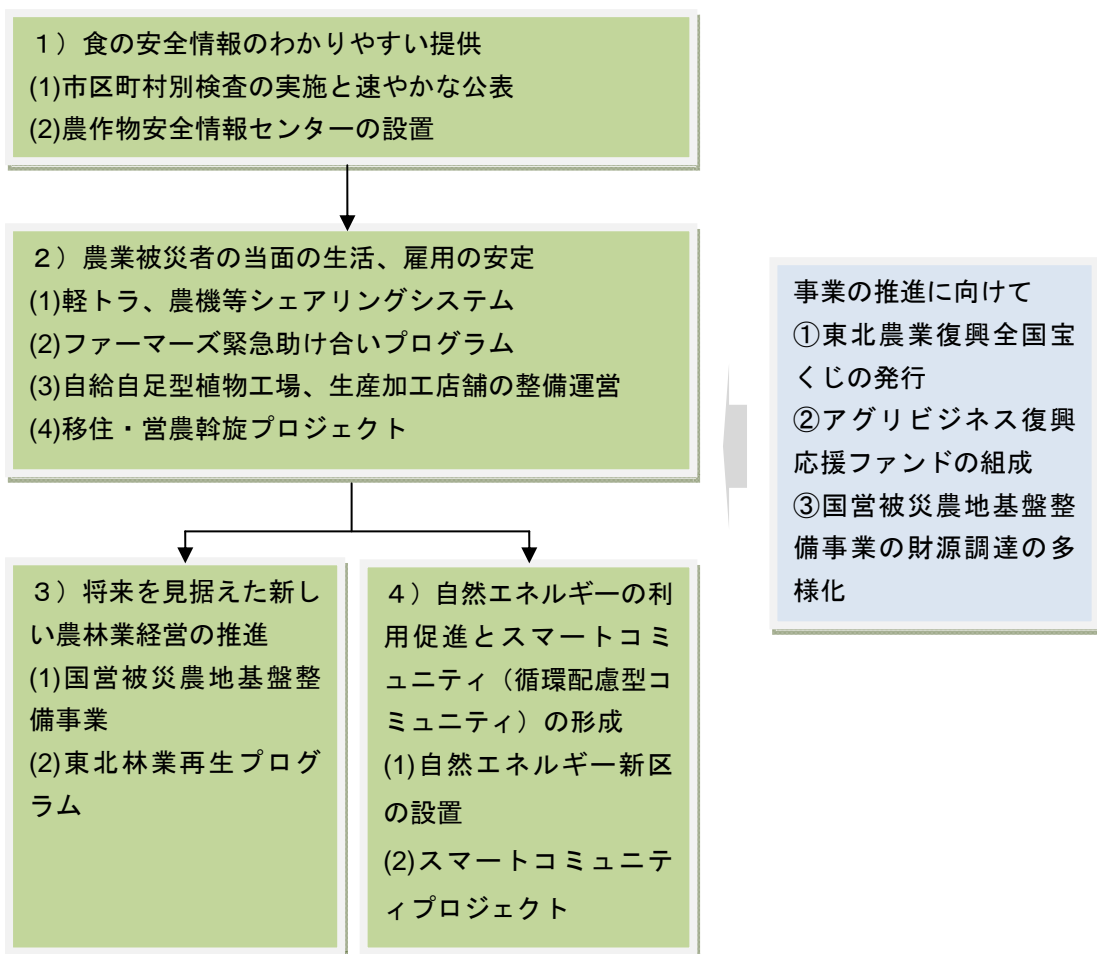 １）食の安全情報のわかりやすい提供
(1)市区町村別検査の実施と速やかな公表
(2)農作物安全情報センターの設置
２）農業被災者の当面の生活、雇用の安定
(1)軽トラ、農機等シェアリングシステム
(2)ファーマーズ緊急助け合いプログラム
(3)自給自足型植物工場、生産加工店舗の整備運営
(4)移住・営農斡旋プロジェクト
３）将来を見据えた新し
い農林業経営の推進
(1)国営被災農地基盤整
備事業
(2)東北林業再生プログ
ラム
４）自然エネルギーの利
用促進とスマートコミ
ュニティ（循環配慮型コ
ミュニティ）の形成
(1)自然エネルギー新区
の設置
(2)スマートコミュニテ
ィプロジェクト
事業の推進に向けて
①東北農業復興全国宝
くじの発行
②アグリビジネス復興
応援ファンドの組成
③国営被災農地基盤整
備事業の財源調達の多
様化